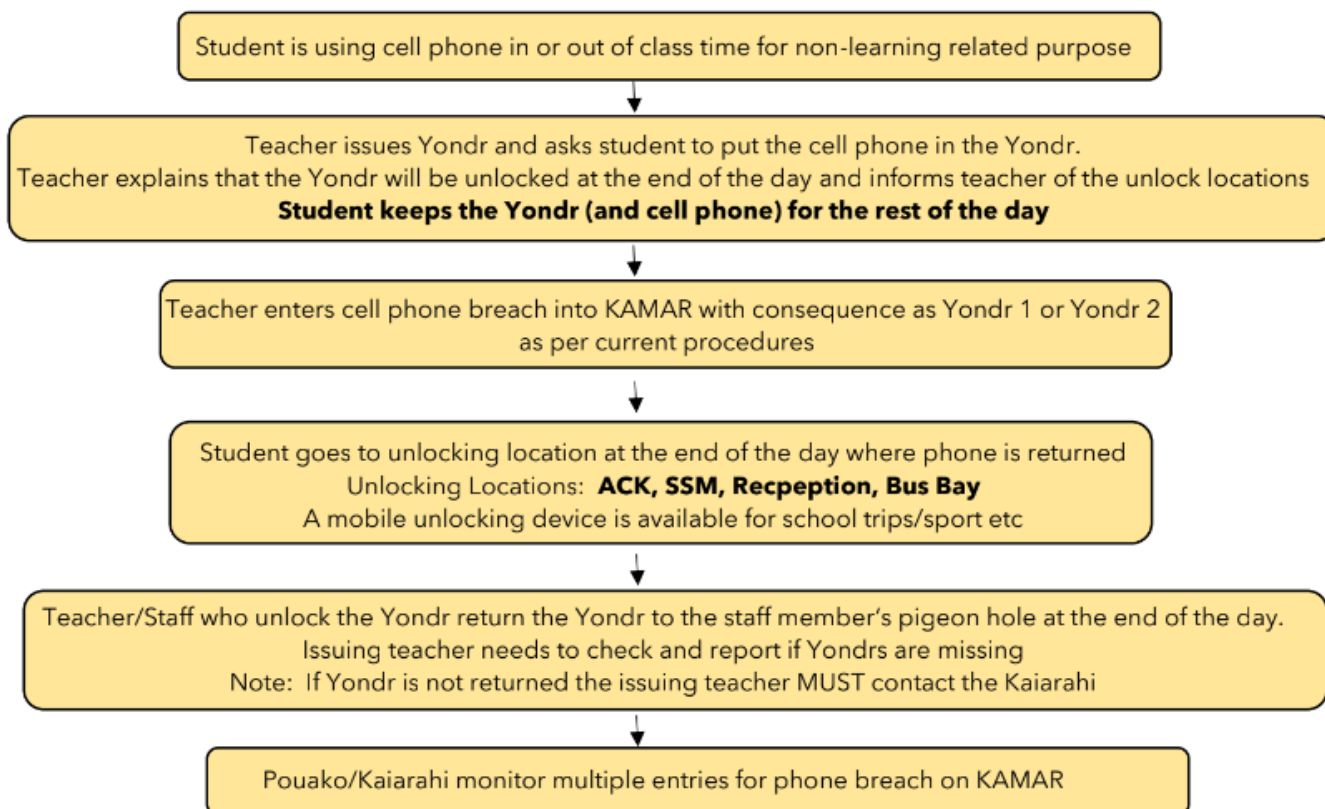 Student is using cell phone in or out of class time for non-learning related purpose
Teacher issues Yondr and asks student to put the cell phone in the Yondr.
Teacher explains that the Yondr will be unlocked at the end of the day and informs teacher of the unlock locations
Student keeps the Yondr (and cell phone) for the rest of the day
Teacher enters cell phone breach into KAMAR with consequence as Yondr 1 or Yondr 2
as per current procedures
Student goes to unlocking location at the end of the day where phone is returned
Unlocking Locations: ACK, SSM, Recpeption, Bus Bay
A mobile unlocking device is available for school trips/sport etc
Teacher/Staff who unlock the Yondr return the Yondr to the staff member's pigeon hole at the end of the day.
Issuing teacher needs to check and report if Yondrs are missing
Note: If Yondr is not returned the issuing teacher MUST contact the Kaiarahi
Pouako/Kaiarahi monitor multiple entries for phone breach on KAMAR